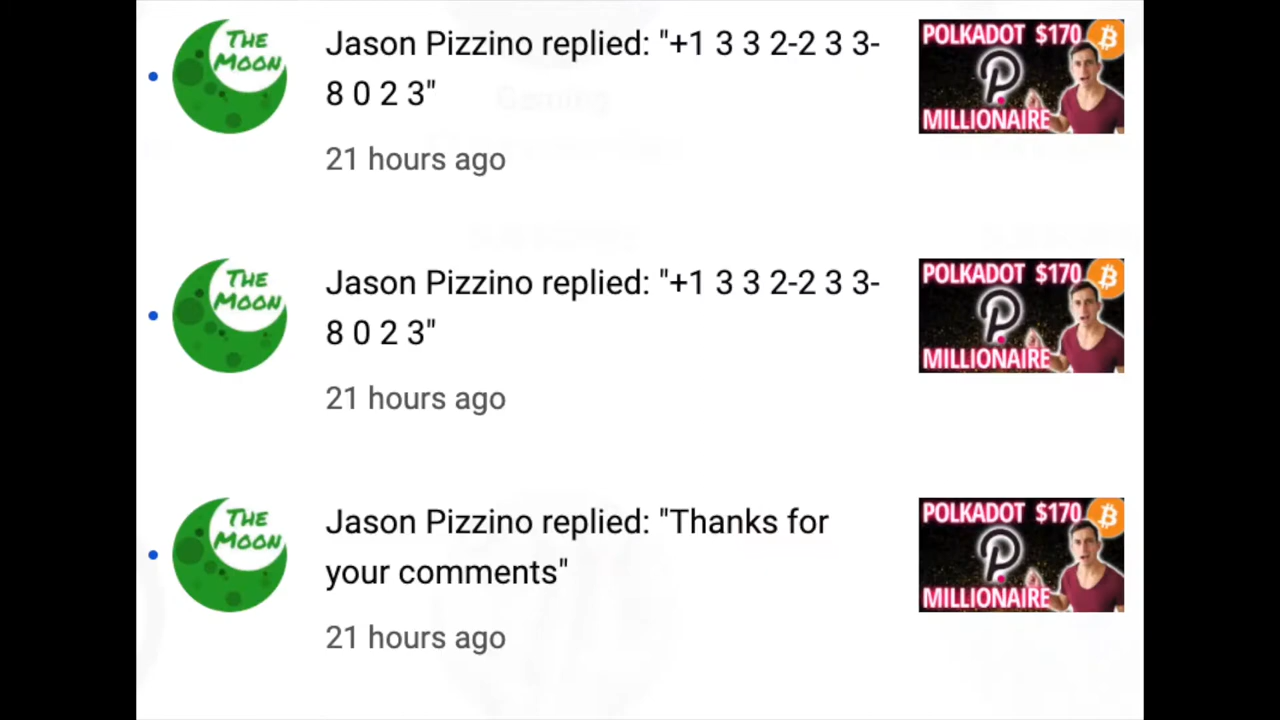 THE
MOON
Jason Pizzino replied: "+1 3 3 2-2 3 3-
8 0 2 3"
21 hours ago
POLKADOT $170
MILLIONAIRE
THE
MOON
Jason Pizzino replied: "+1 3 3 2-2 3 3-
8 0 2 3"
21 hours ago
POLKADOT $170
MILLIONAIRE
THE
MOON
Jason Pizzino replied: "Thanks for
your comments"
21 hours ago
POLKADOT $170
MILLIONAIRE